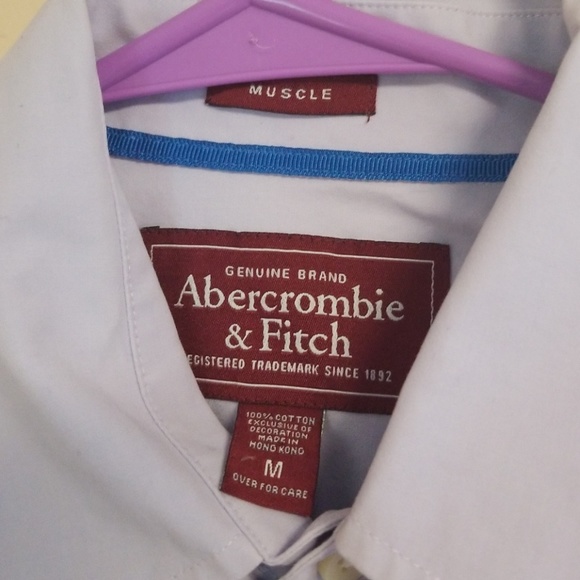 MUSCLE
GENUINE BRAND
Abercrombie
& Fitch
REGISTERED TRADEMARK SINCE 1892
100% COTTON
EXCLUSIVE OF
DECORATION
MADE IN
HONG KONG
M
OVER FOR CARE